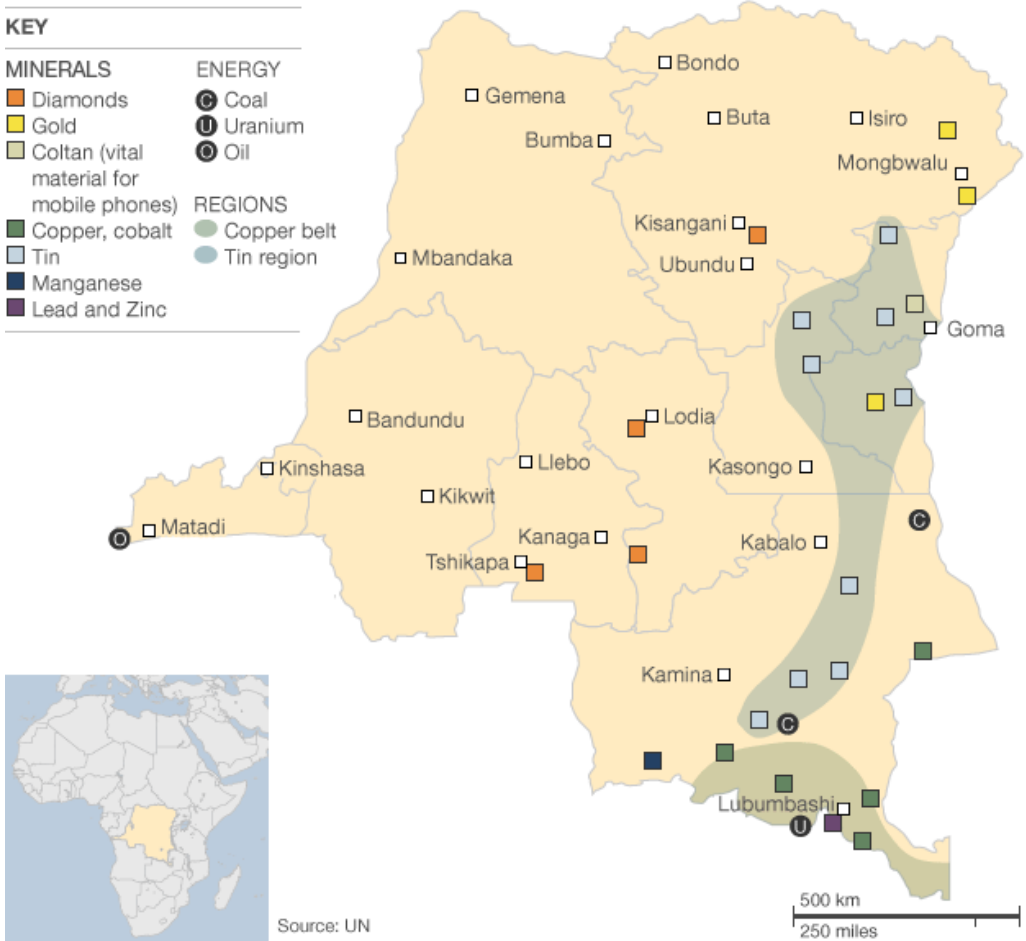 KEY
MINERALS
Diamonds
Gold
Coltan (vital
material for
mobile phones)
Copper, cobalt
Tin
Manganese
Lead and Zinc
ENERGY
C Coal
U Uranium
O Oil
REGIONS
Copper belt
Tin region
Bondo
Gemena
Buta
Isiro
Bumba
Mongbwalu
Kisangani
Mbandaka
Ubundu
Goma
Bandundu
Lodia
Kinshasa
Llebo
Kasongo
Kikwit
Matadi
O
C
Kanaga
Kabalo
Tshikapa
Kamina
C
Lubumbashi
U
500 km
250 miles
Source: UN